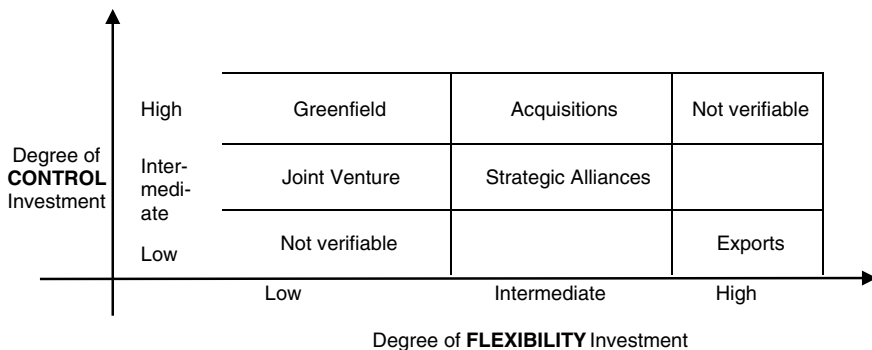 High Greenfield Acquisitions Not verifiable
Degree of
CONTROL
Investment
Inter-
medi-
ate
Joint Venture Strategic Alliances
Low Not verifiable Exports
Low Intermediate High
Degree of FLEXIBILITY Investment